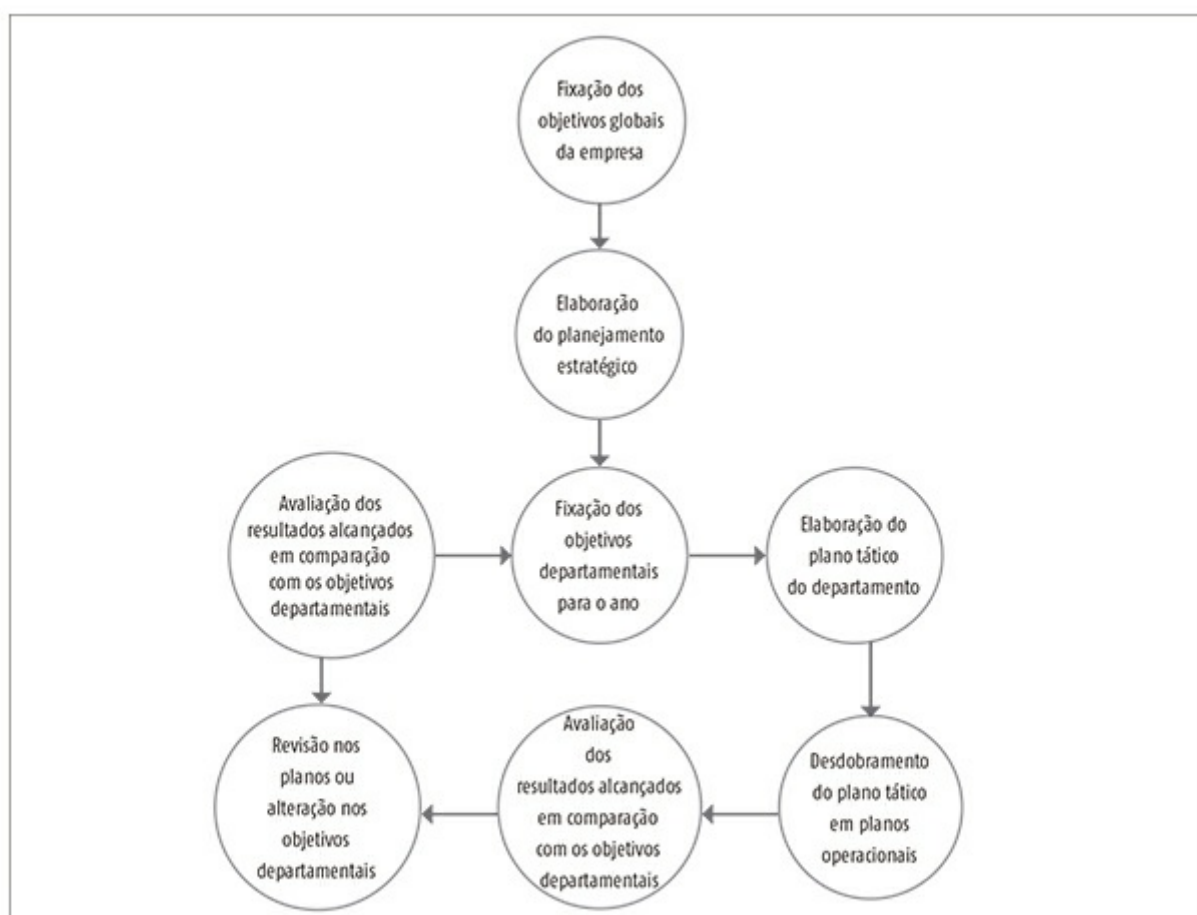 Fixação dos
objetivos globais
da empresa
Elaboração
do planejamento
estratégico
Avaliação dos
resultados alcançados
em comparação
com os objetivos
departamentais
Fixação dos
objetivos
departamentais
para o ano
Elaboração do
plano tático
do departamento
Revisão nos
planos ou
alteração nos
objetivos
departamentais
Avaliação
dos
resultados alcançados
em comparação
com os objetivos
departamentais
Desdobramento
do plano tático
em planos
operacionais